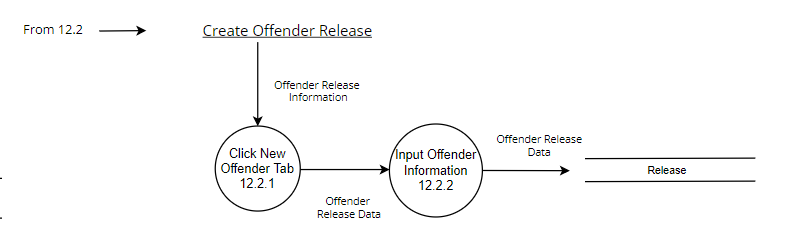 From 12.2
Create Offender Release
Offender Release
Information
Click New
Offender Tab
12.2.1
Offender
Release Data
Input Offender
Information
12.2.2
Offender Release
Data
Release